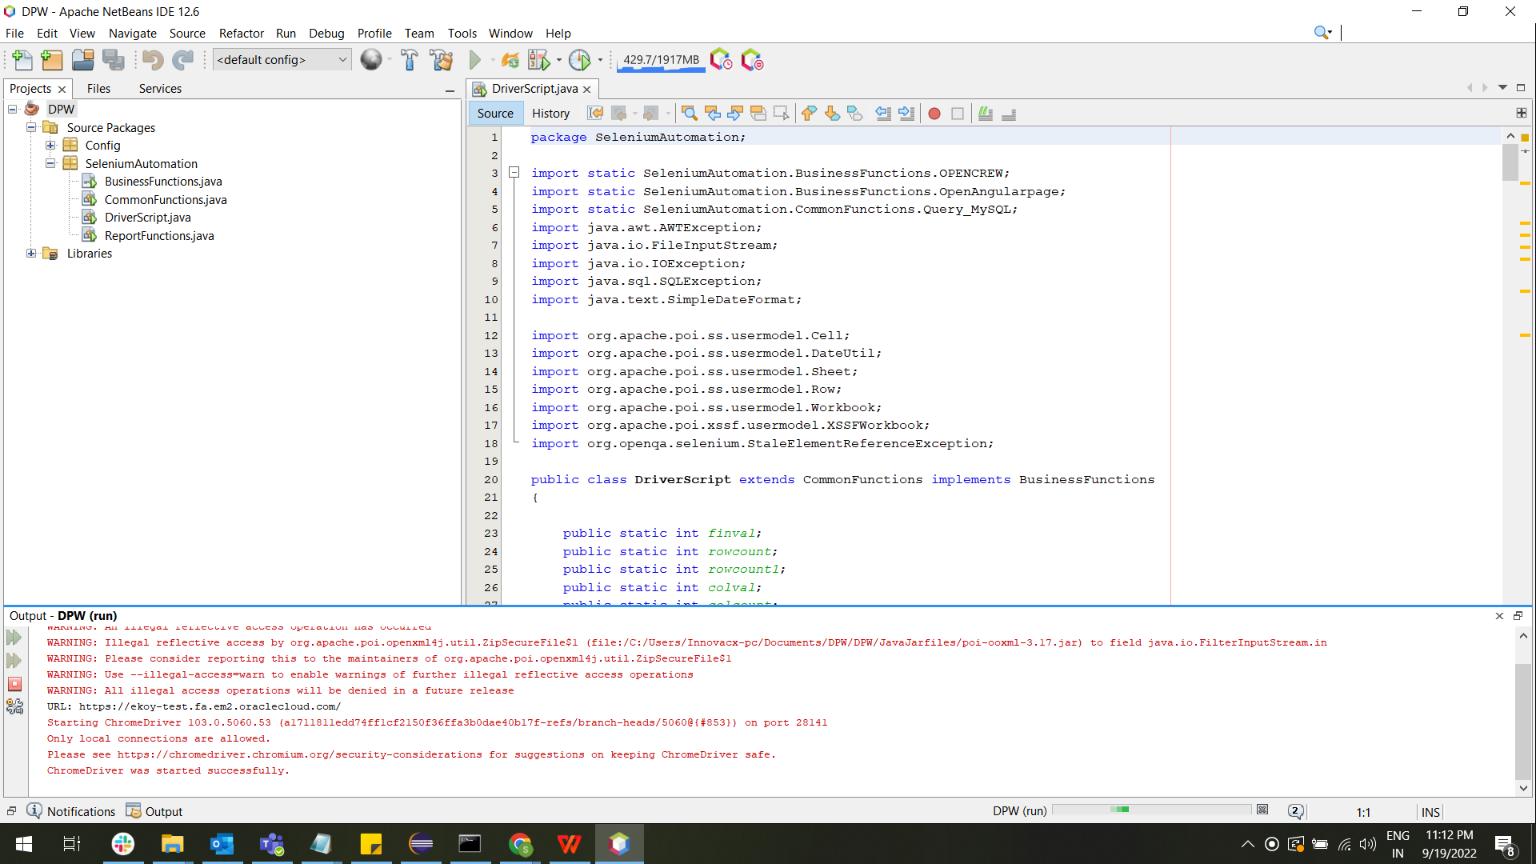 DPW - Apache NetBeans IDE 12.6
File Edit View Navigate Source Refactor Run Debug Profile Team Tools Window Help
<default config>
429.7/1917MB
Projects Files Services
DriverScript.java
DPW
Source Packages
Config
SeleniumAutomation
BusinessFunctions.java
CommonFunctions.java
DriverScript.java
ReportFunctions.java
Libraries
Source History
1 package SeleniumAutomation;
2
3 import static SeleniumAutomation.BusinessFunctions.OPENCREW;
4 import static SeleniumAutomation.BusinessFunctions.OpenAngularpage;
5 import static SeleniumAutomation.CommonFunctions.Query_MySQL;
6 import java.awt.AWTException;
7 import java.io.FileInputStream;
8 import java.io.IOException;
9 import java.sql.SQLException;
10 import java.text.SimpleDateFormat;
11
12 import org.apache.poi.ss.usermodel.Cell;
13 import org.apache.poi.ss.usermodel.DateUtil;
14 import org.apache.poi.ss.usermodel.Sheet;
15 import org.apache.poi.ss.usermodel.Row;
16 import org.apache.poi.ss.usermodel.Workbook;
17 import org.apache.poi.xssf.usermodel.XSSFWorkbook;
18 import org.openqa.selenium.StaleElementReferenceException;
19
20 public class DriverScript extends CommonFunctions implements BusinessFunctions
21 {
22
23 public static int finval;
24 public static int rowcount;
25 public static int rowcount1;
26 public static int colval;
27 public static int colcount;
Output - DPW (run)
WARNING: An illegal reflective access operation has occurred
WARNING: Illegal reflective access by org.apache.poi.openxml4j.util.ZipSecureFile$1 (file:/C:/Users/Innovacx-pc/Documents/DPW/DPW/JavaJarfiles/poi-ooxml-3.17.jar) to field java.io.FilterInputStream.in
WARNING: Please consider reporting this to the maintainers of org.apache.poi.openxml4j.util.ZipSecureFile$1
WARNING: Use --illegal-access=warn to enable warnings of further illegal reflective access operations
WARNING: All illegal access operations will be denied in a future release
URL: https://ekoy-test.fa.em2.oraclecloud.com/
Starting ChromeDriver 103.0.5060.53 (a1711811edd74ff1cf2150f36ffa3b0dae40b17f-refs/branch-heads/5060@{#853}) on port 28141
Only local connections are allowed.
Please see https://chromedriver.chromium.org/security-considerations for suggestions on keeping ChromeDriver safe.
ChromeDriver was started successfully.
Notifications Output DPW (run) 2 1:1 INS
ENG
IN
11:12 PM
9/19/2022
8